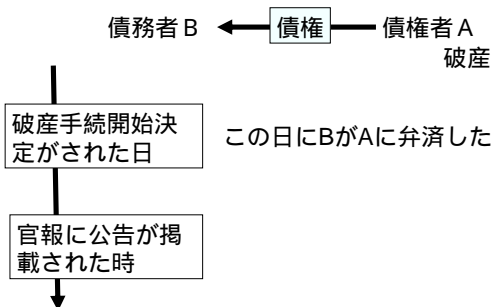 債務者B
債権
債権者A
破産
破産手続開始決
定がされた日
この日にBがAに弁済した
官報に公告が掲
載された時